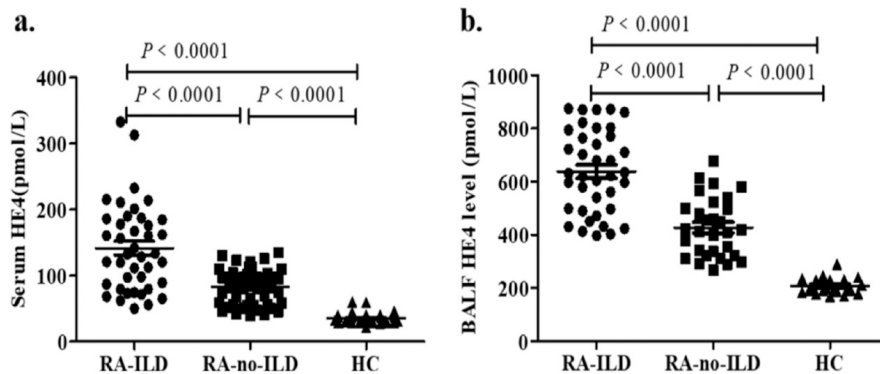 a.
P < 0.0001
P < 0.0001 P < 0.0001
Serum HE4(pmol/L)
400
300
200
100
0
RA-ILD RA-no-ILD HC
b.
P < 0.0001
P < 0.0001 P < 0.0001
BALF HE4 level (pmol/L)
1000
800
600
400
200
0
RA-ILD RA-no-ILD HC